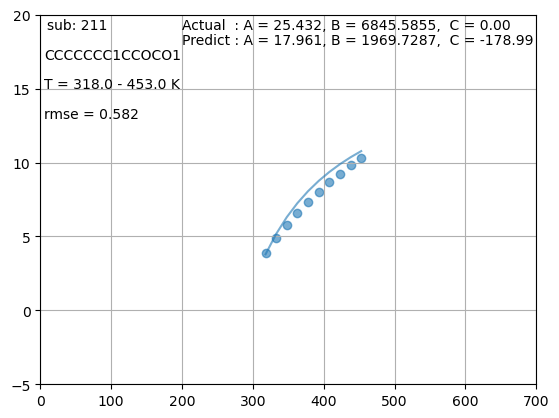 sub: 211
Actual  : A = 25.432, B = 6845.5855,  C = 0.00
Predict : A = 17.961, B = 1969.7287,  C = -178.99
CCCCCCC1CCOCO1
T = 318.0 - 453.0 K
rmse = 0.582
20
15
10
5
0
−5
0 100 200 300 400 500 600 700